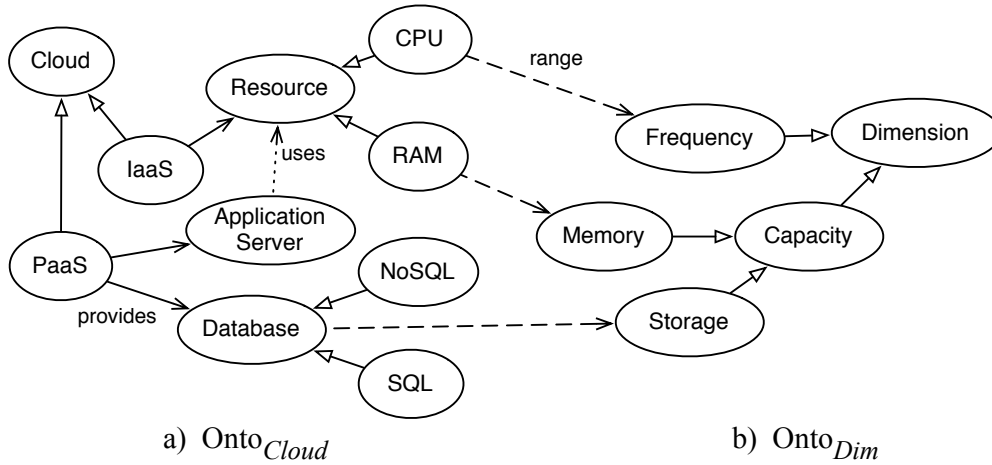 Cloud
CPU
Resource
range
IaaS
uses
RAM
Frequency
Dimension
Application
Server
Memory
Capacity
PaaS
NoSQL
provides
Database
Storage
SQL
a) Onto_Cloud
b) Onto_Dim